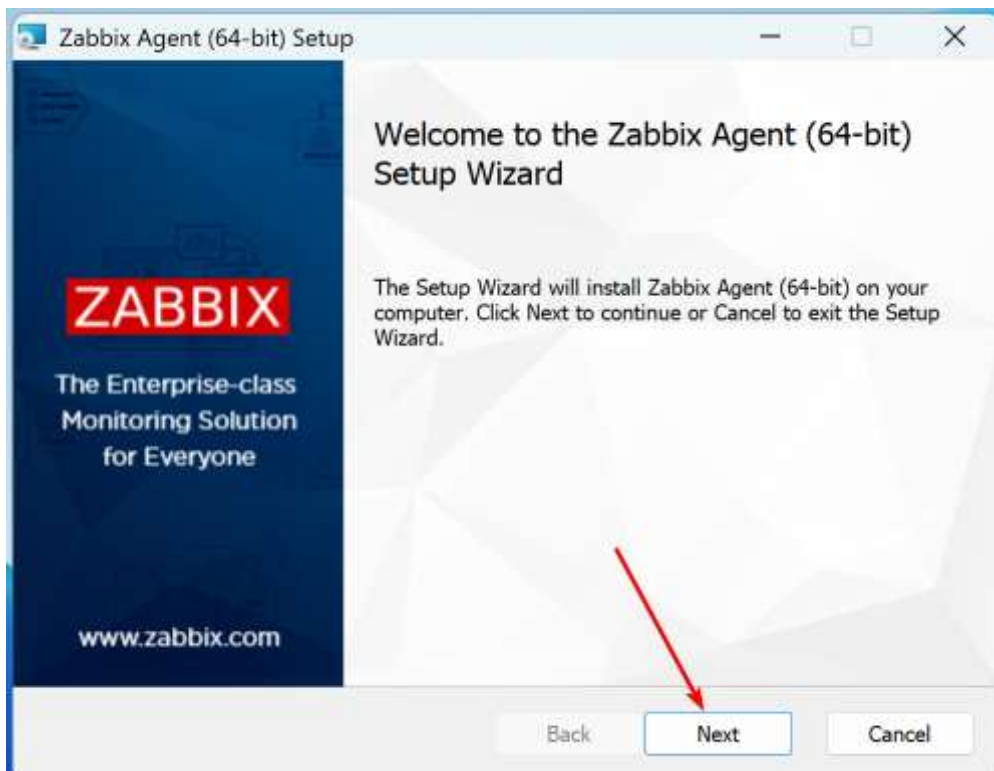 Zabbix Agent (64-bit) Setup
Welcome to the Zabbix Agent (64-bit)
Setup Wizard
The Setup Wizard will install Zabbix Agent (64-bit) on your
computer. Click Next to continue or Cancel to exit the Setup
Wizard.
ZABBIX
The Enterprise-class
Monitoring Solution
for Everyone
www.zabbix.com
Back
Next
Cancel